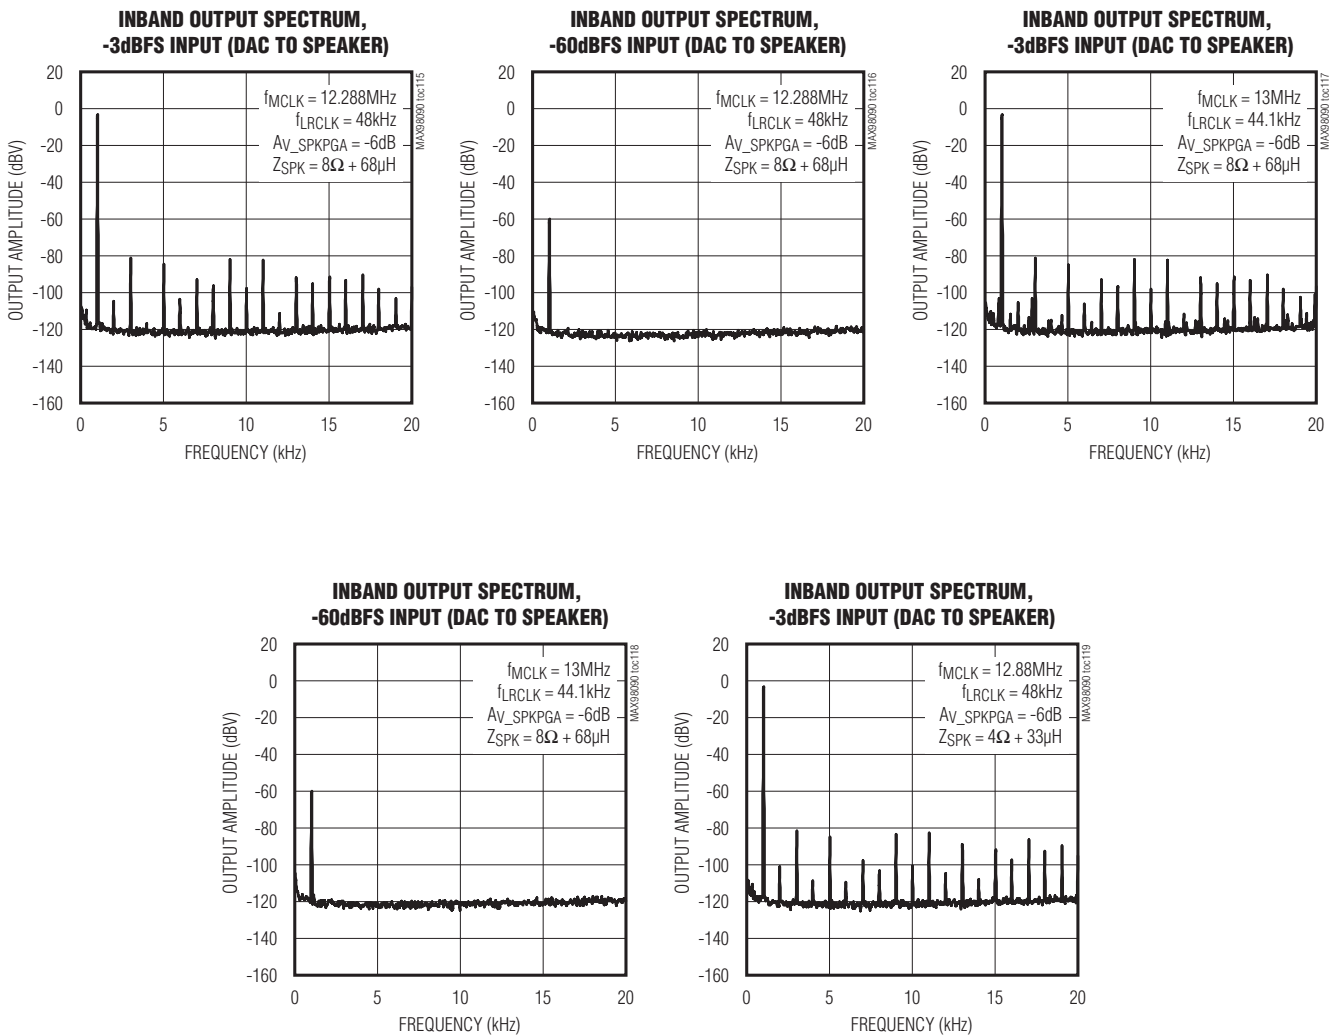 INBAND OUTPUT SPECTRUM,
-3dBFS INPUT (DAC TO SPEAKER)
20
0
-20
-40
-60
-80
-100
-120
-140
-160
OUTPUT AMPLITUDE (dBV)
fMCLK = 12.288MHz
fLRCLK = 48kHz
AV_SPKPGA = -6dB
ZSPK = 8Ω + 68µH
MAX98090 toc115
0 5 10 15 20
FREQUENCY (kHz)
INBAND OUTPUT SPECTRUM,
-60dBFS INPUT (DAC TO SPEAKER)
20
0
-20
-40
-60
-80
-100
-120
-140
-160
OUTPUT AMPLITUDE (dBV)
fMCLK = 12.288MHz
fLRCLK = 48kHz
AV_SPKPGA = -6dB
ZSPK = 8Ω + 68µH
MAX98090 toc116
0 5 10 15 20
FREQUENCY (kHz)
INBAND OUTPUT SPECTRUM,
-3dBFS INPUT (DAC TO SPEAKER)
20
0
-20
-40
-60
-80
-100
-120
-140
-160
OUTPUT AMPLITUDE (dBV)
fMCLK = 13MHz
fLRCLK = 44.1kHz
AV_SPKPGA = -6dB
ZSPK = 8Ω + 68µH
MAX98090 toc117
0 5 10 15 20
FREQUENCY (kHz)
INBAND OUTPUT SPECTRUM,
-60dBFS INPUT (DAC TO SPEAKER)
20
0
-20
-40
-60
-80
-100
-120
-140
-160
OUTPUT AMPLITUDE (dBV)
fMCLK = 13MHz
fLRCLK = 44.1kHz
AV_SPKPGA = -6dB
ZSPK = 8Ω + 68µH
MAX98090 toc118
0 5 10 15 20
FREQUENCY (kHz)
INBAND OUTPUT SPECTRUM,
-3dBFS INPUT (DAC TO SPEAKER)
20
0
-20
-40
-60
-80
-100
-120
-140
-160
OUTPUT AMPLITUDE (dBV)
fMCLK = 12.88MHz
fLRCLK = 48kHz
AV_SPKPGA = -6dB
ZSPK = 4Ω + 33µH
MAX98090 toc119
0 5 10 15 20
FREQUENCY (kHz)